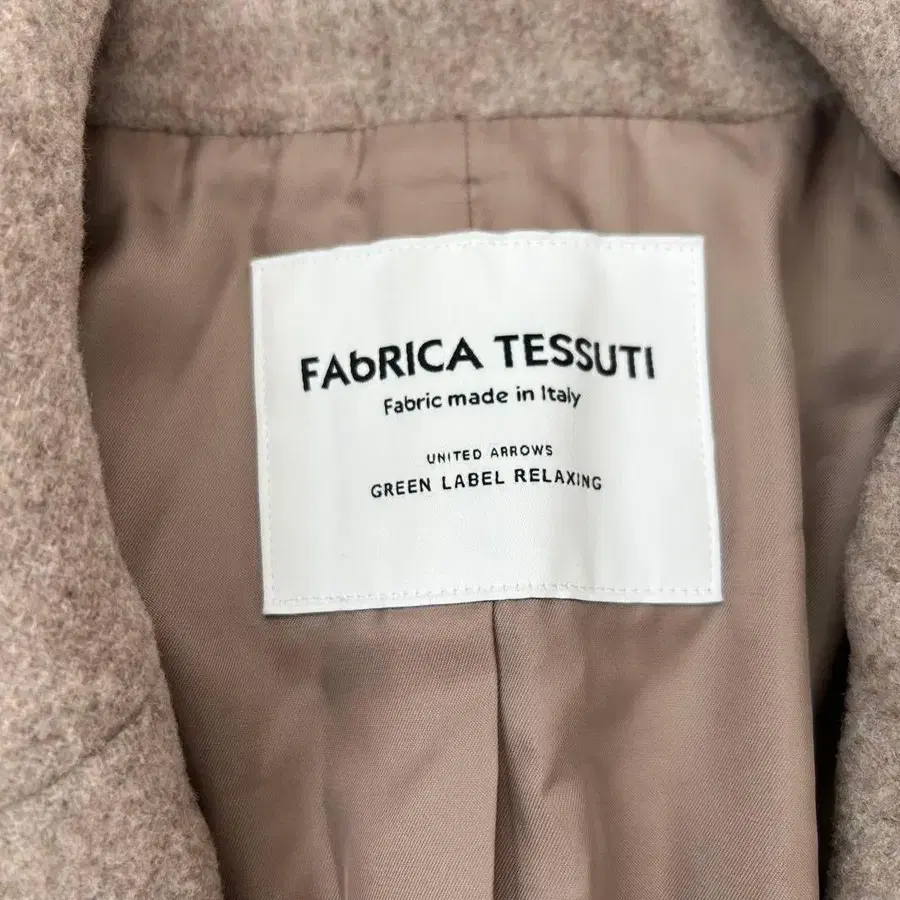 FAbRICA TESSUTI
Fabric made in Italy
UNITED ARROWS
GREEN LABEL RELAXING